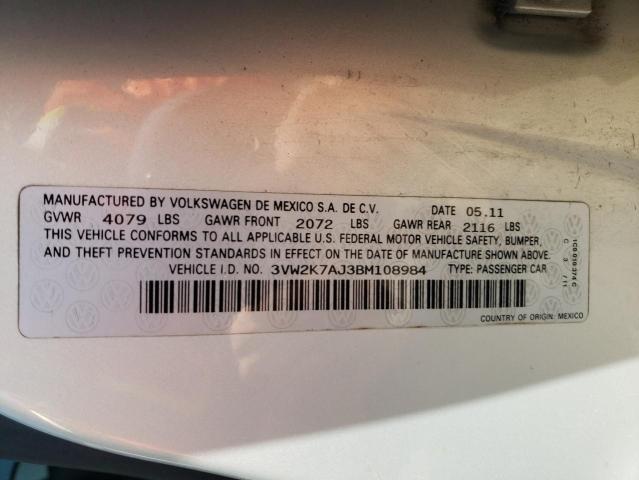 MANUFACTURED BY VOLKSWAGEN DE MEXICO S.A. DE C.V. DATE 05.11
GVWR 4079 LBS GAWR FRONT 2072 LBS GAWR REAR 2116 LBS
THIS VEHICLE CONFORMS TO ALL APPLICABLE U.S. FEDERAL MOTOR VEHICLE SAFETY, BUMPER,
AND THEFT PREVENTION STANDARDS IN EFFECT ON THE DATE OF MANUFACTURE SHOWN ABOVE.
VEHICLE I.D. NO. 3VW2K7AJ3BM108984 TYPE: PASSENGER CAR
COUNTRY OF ORIGIN: MEXICO
C 3/11